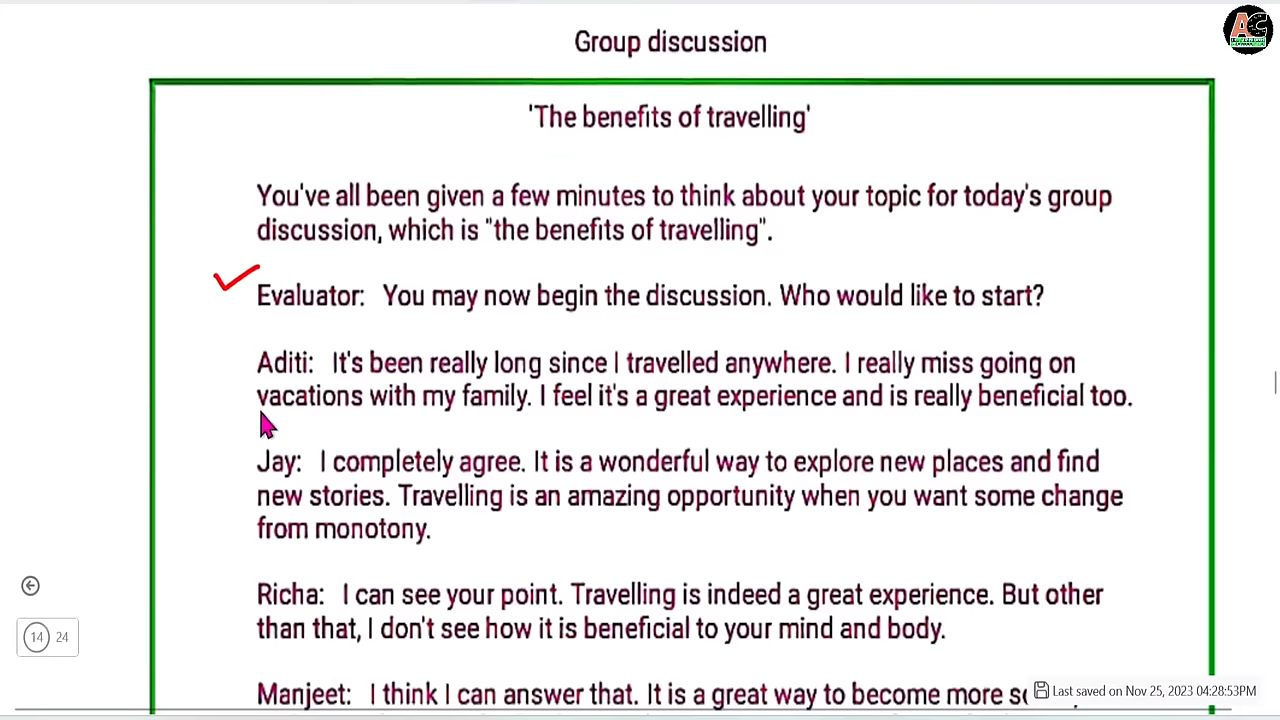 Group discussion
AC
'The benefits of travelling'
You've all been given a few minutes to think about your topic for today's group
discussion, which is "the benefits of travelling".
Evaluator: You may now begin the discussion. Who would like to start?
Aditi: It's been really long since I travelled anywhere. I really miss going on
vacations with my family. I feel it's a great experience and is really beneficial too.
Jay: I completely agree. It is a wonderful way to explore new places and find
new stories. Travelling is an amazing opportunity when you want some change
from monotony.
Richa: I can see your point. Travelling is indeed a great experience. But other
than that, I don't see how it is beneficial to your mind and body.
14 24
Manjeet: I think I can answer that. It is a great way to become more
Last saved on Nov 25, 2023 04:28:53PM